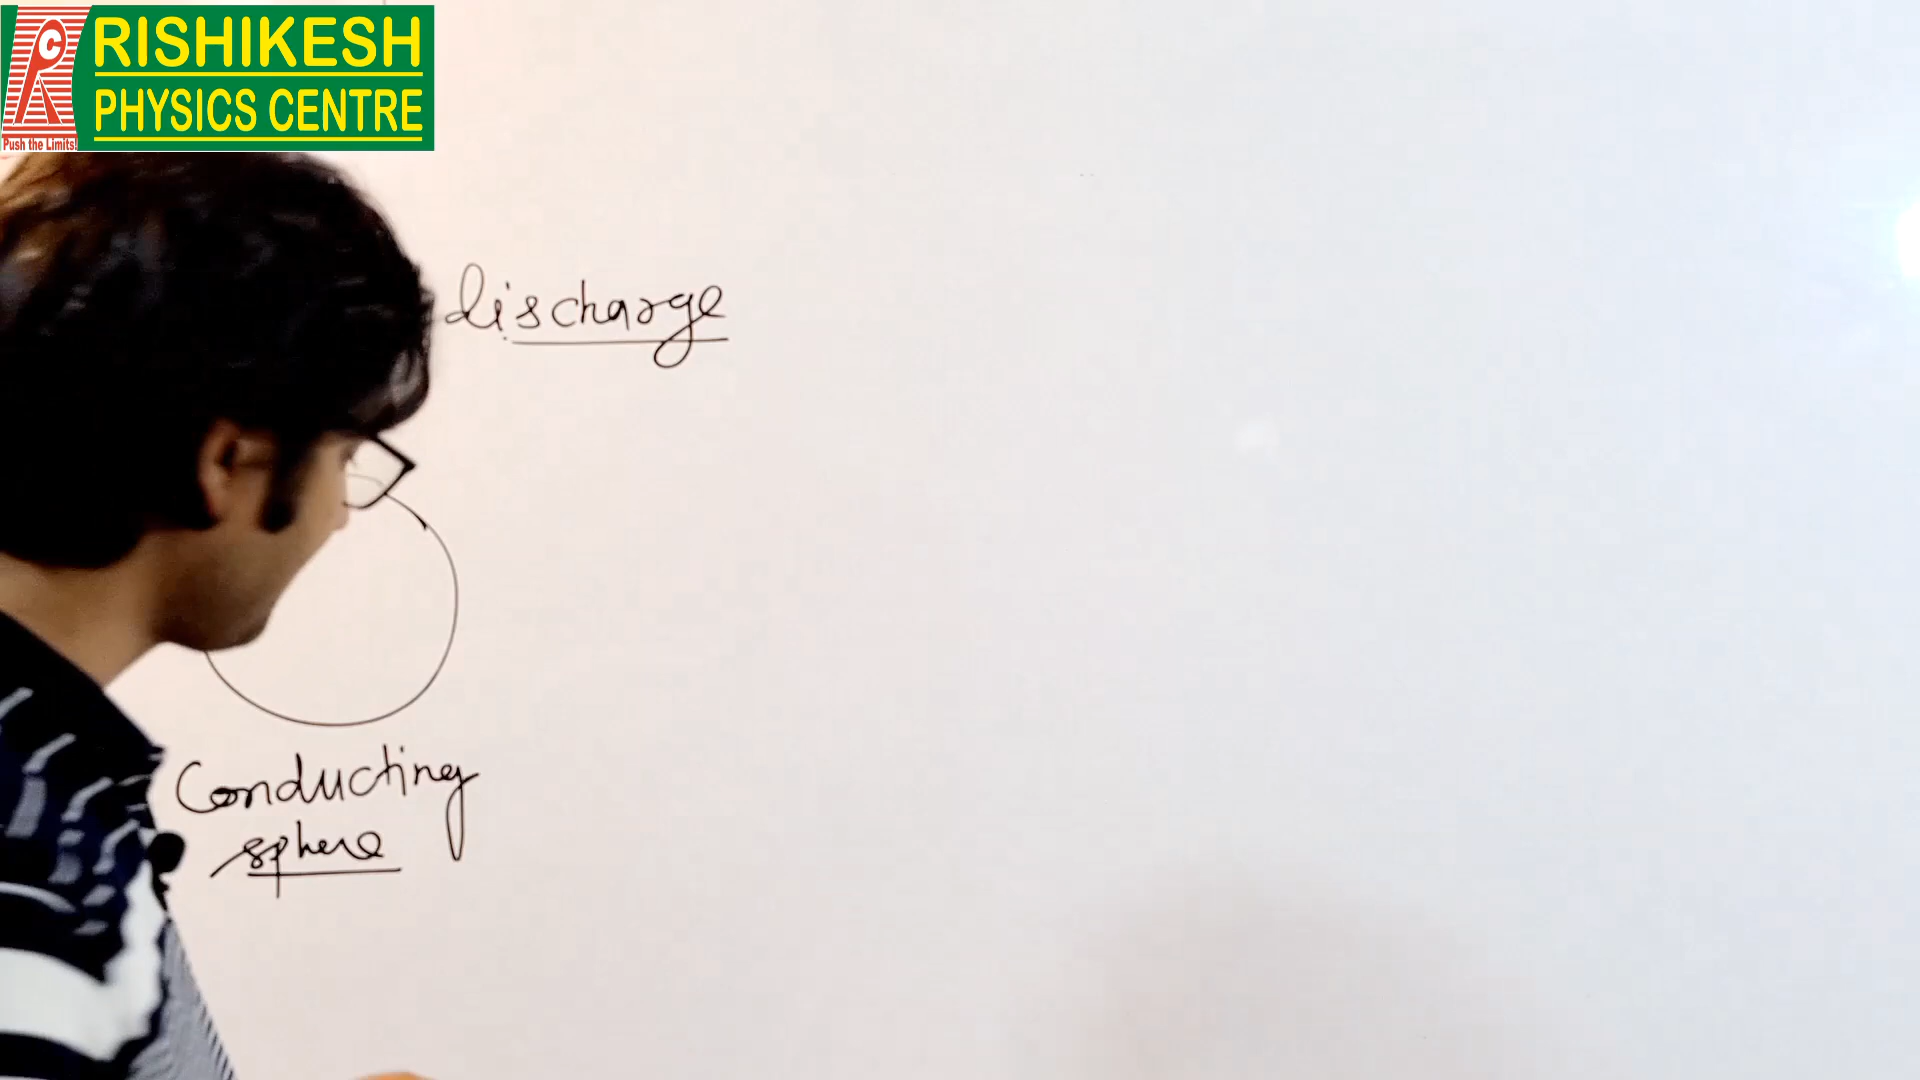 RISHIKESH
PHYSICS CENTRE
Push the Limits!
discharge
Conducting
sphere